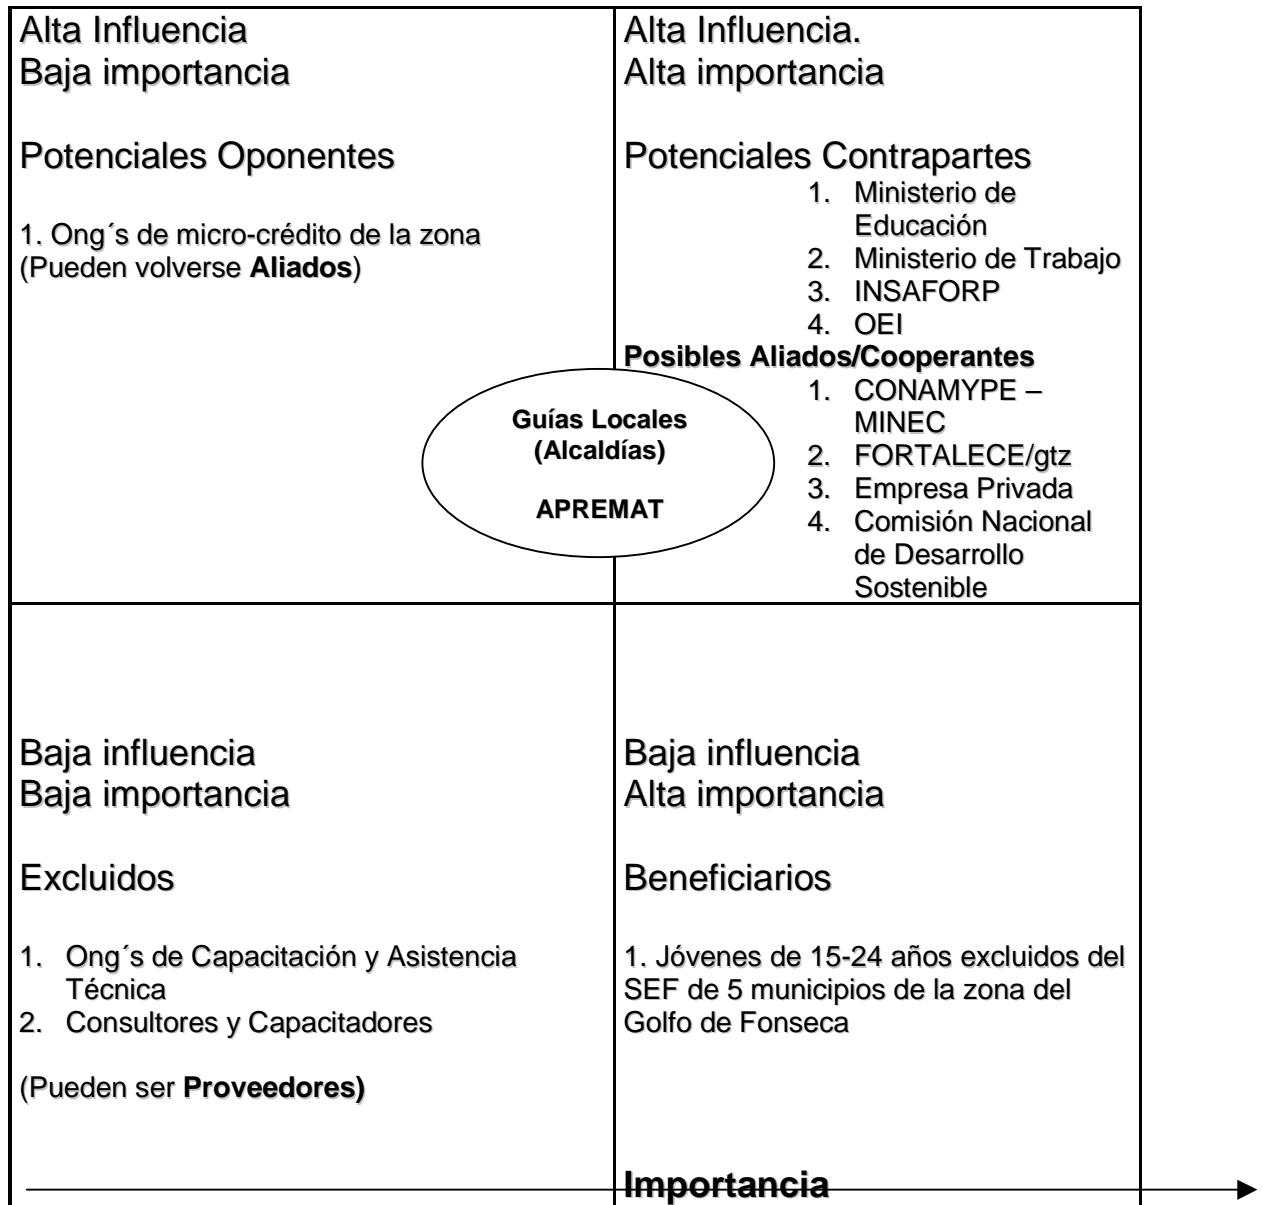 Alta Influencia
Baja importancia
Potenciales Oponentes
1. Ong´s de micro-crédito de la zona
(Pueden volverse Aliados)
Alta Influencia.
Alta importancia
Potenciales Contrapartes
1. Ministerio de
Educación
2. Ministerio de Trabajo
3. INSAFORP
4. OEI
Posibles Aliados/Cooperantes
1. CONAMYPE –
MINEC
2. FORTALECE/gtz
3. Empresa Privada
4. Comisión Nacional
de Desarrollo
Sostenible
Guías Locales
(Alcaldías)
APREMAT
Baja influencia
Baja importancia
Excluidos
1. Ong´s de Capacitación y Asistencia
Técnica
2. Consultores y Capacitadores
(Pueden ser Proveedores)
Baja influencia
Alta importancia
Beneficiarios
1. Jóvenes de 15-24 años excluidos del
SEF de 5 municipios de la zona del
Golfo de Fonseca
Importancia